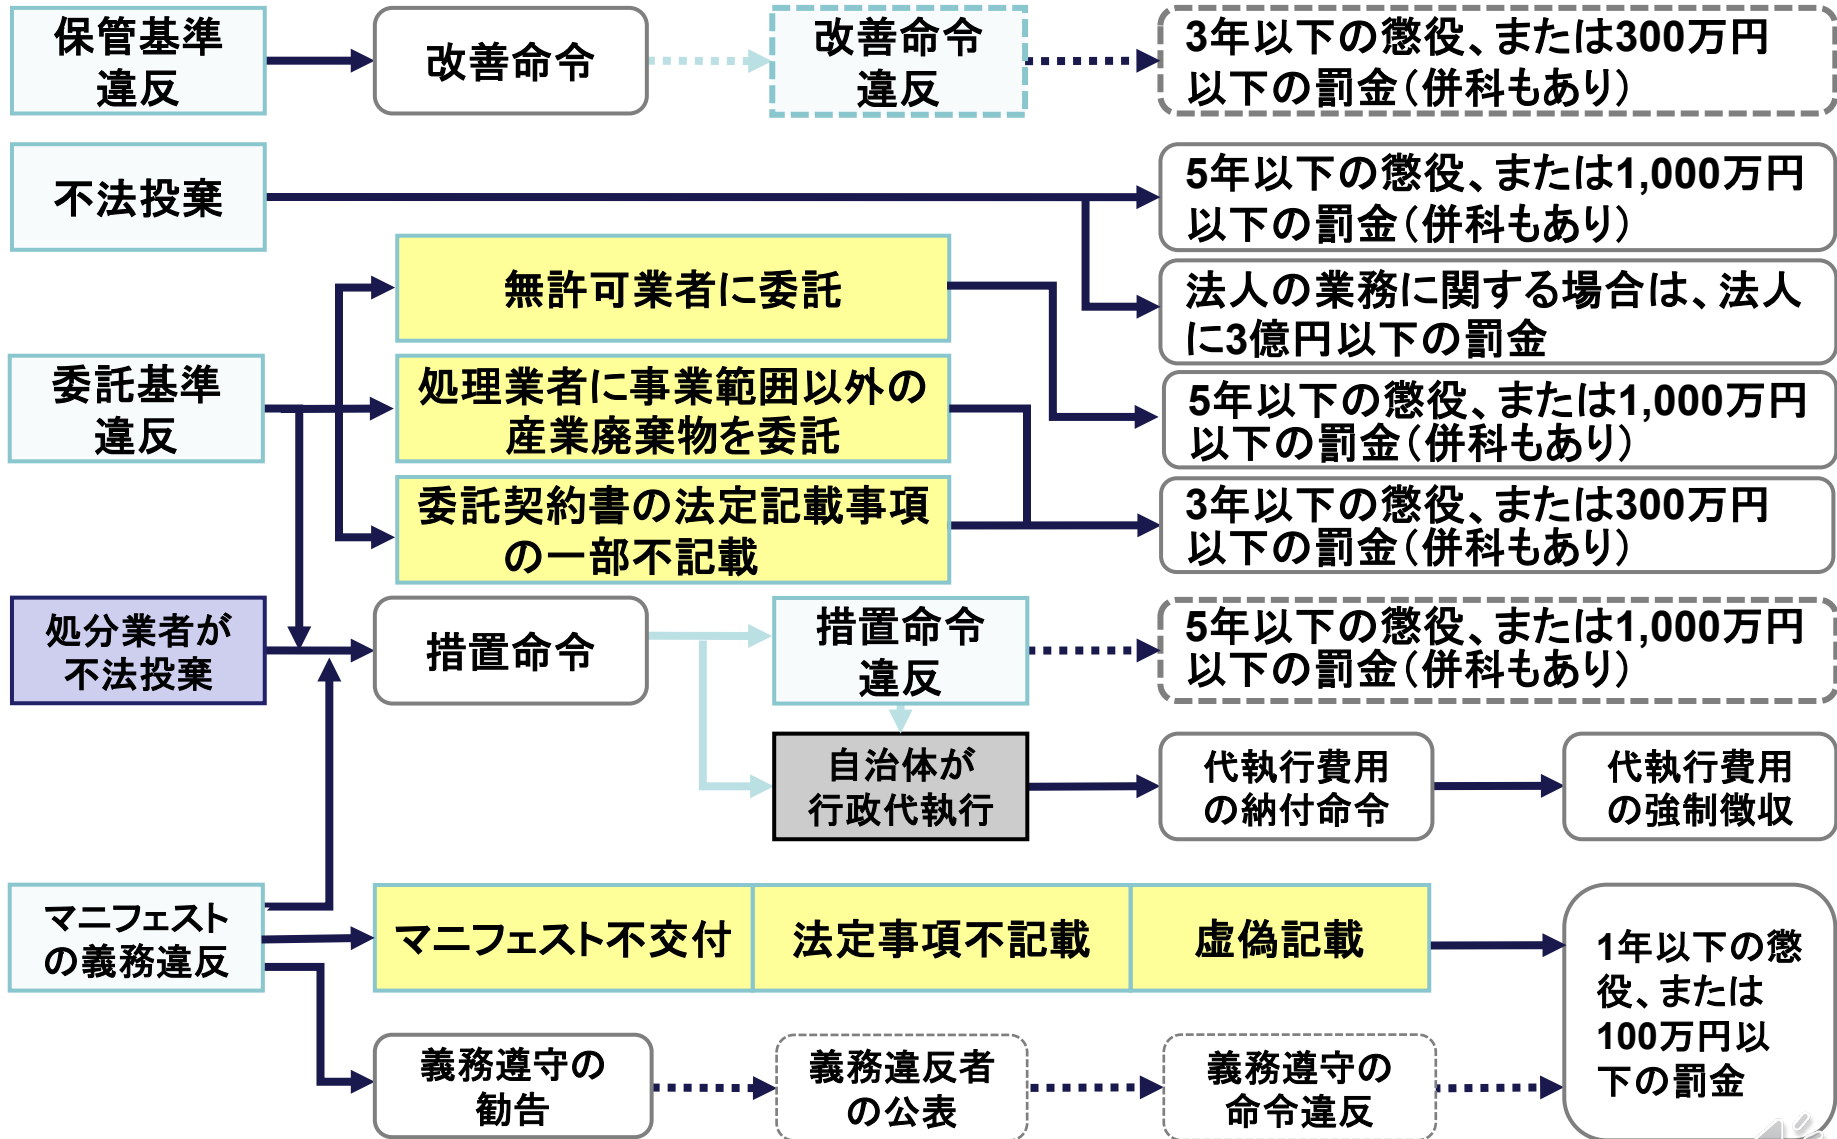 保管基準
違反
改善命令
改善命令
違反
3年以下の懲役、または300万円
以下の罰金（併科もあり）
不法投棄
5年以下の懲役、または1,000万円
以下の罰金（併科もあり）
無許可業者に委託
法人の業務に関する場合は、法人
に3億円以下の罰金
委託基準
違反
処理業者に事業範囲以外の
産業廃棄物を委託
5年以下の懲役、または1,000万円
以下の罰金（併科もあり）
委託契約書の法定記載事項
の一部不記載
3年以下の懲役、または300万円
以下の罰金（併科もあり）
処分業者が
不法投棄
措置命令
措置命令
違反
5年以下の懲役、または1,000万円
以下の罰金（併科もあり）
自治体が
行政代執行
代執行費用
の納付命令
代執行費用
の強制徴収
マニフェスト
の義務違反
マニフェスト不交付
法定事項不記載
虚偽記載
1年以下の懲
役、または
100万円以
下の罰金
義務遵守の
勧告
義務違反者
の公表
義務遵守の
命令違反